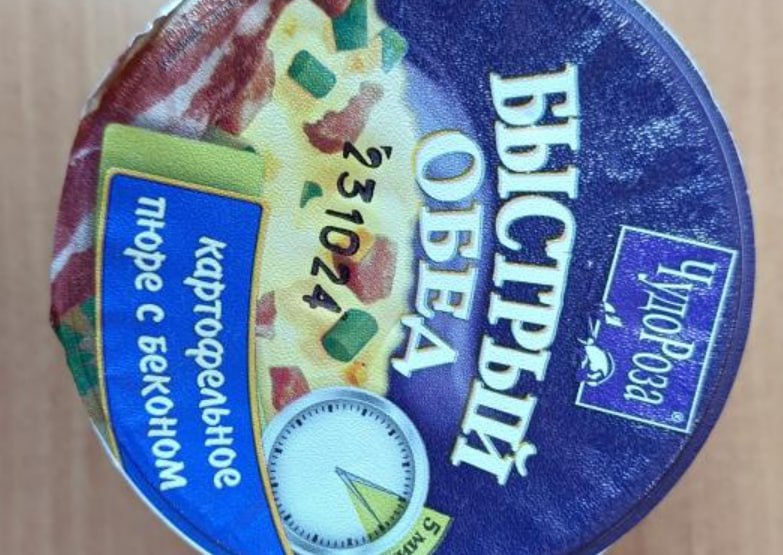 ЧудоРоза®
БЫСТРЫЙ
ОБЕД
231024
5 МИН
картофельное
пюре с беконом